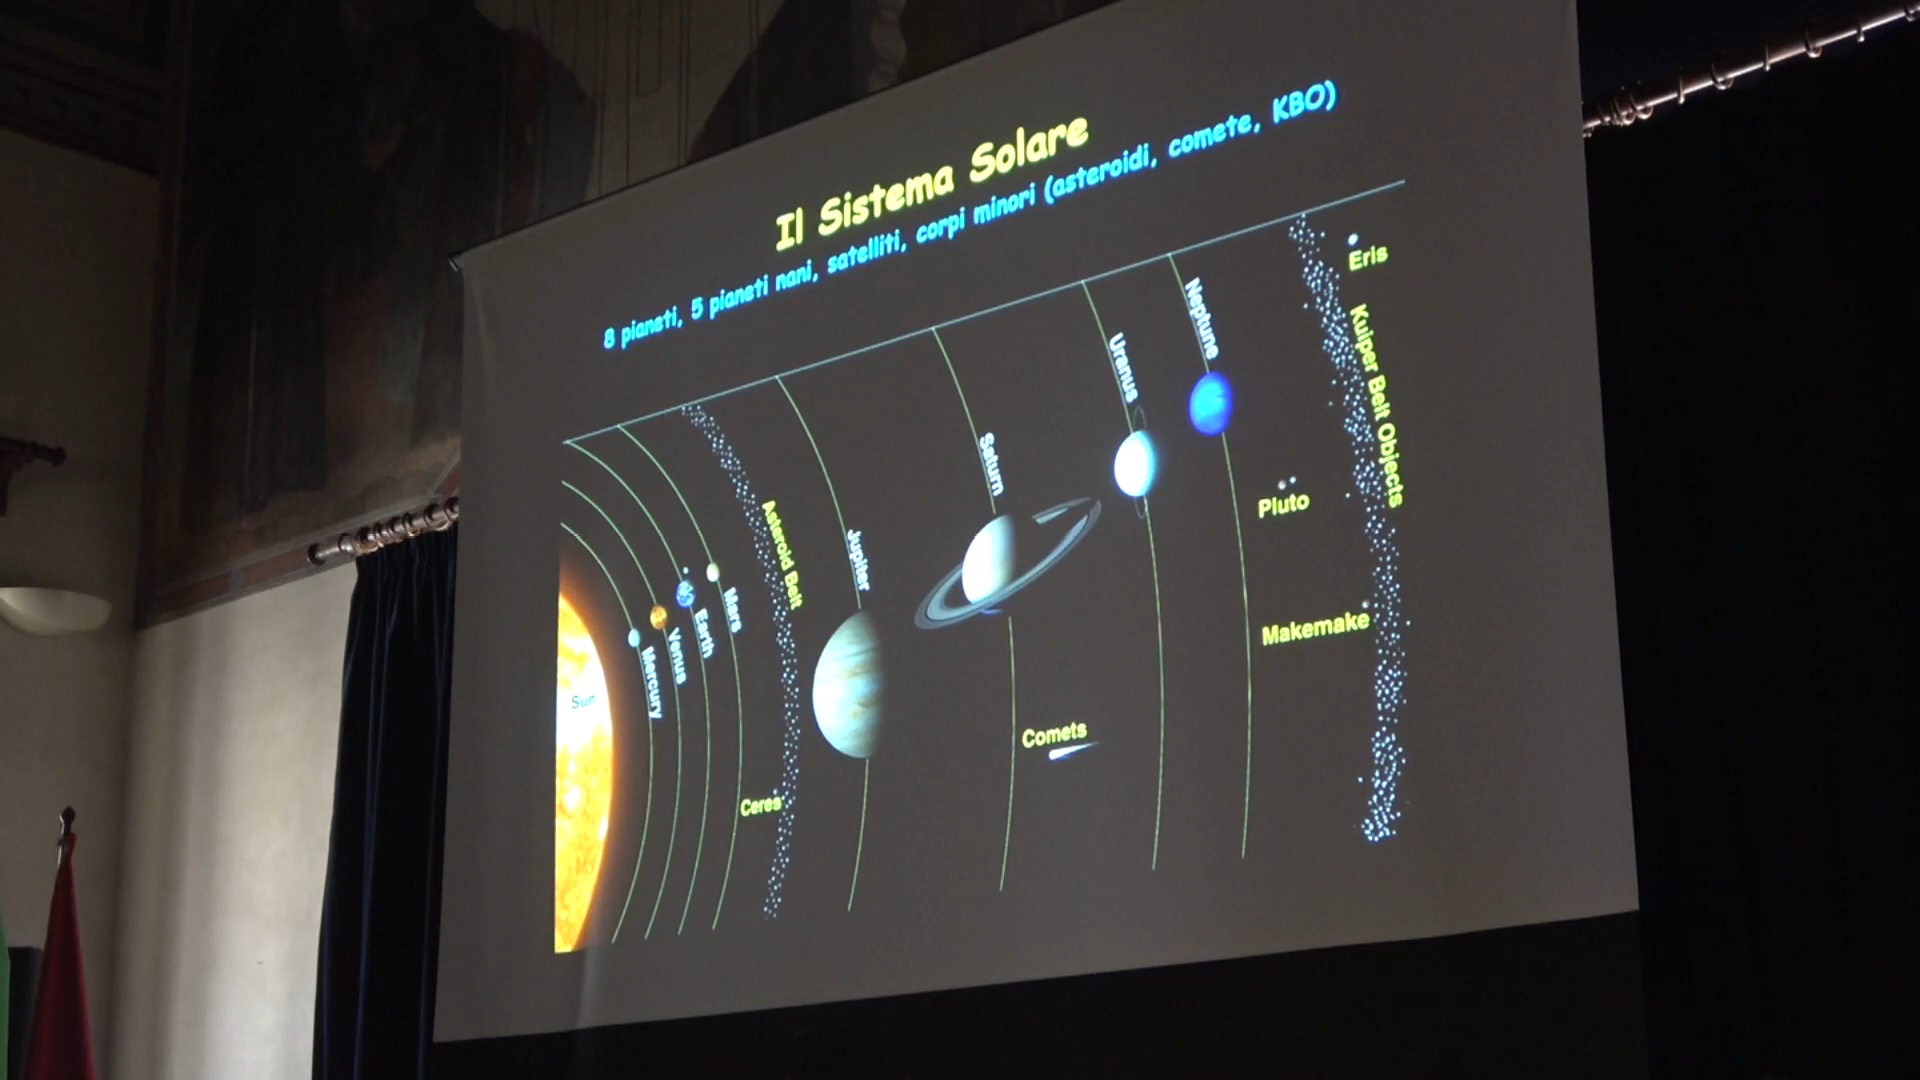 Il Sistema Solare
8 pianeti, 5 pianeti nani, satelliti, corpi minori (asteroidi, comete, KBO)
Sun
Mercury
Venus
Earth
Mars
Asteroid Belt
Ceres
Jupiter
Saturn
Comets
Uranus
Neptune
Pluto
Makemake
Eris
Kuiper Belt Objects